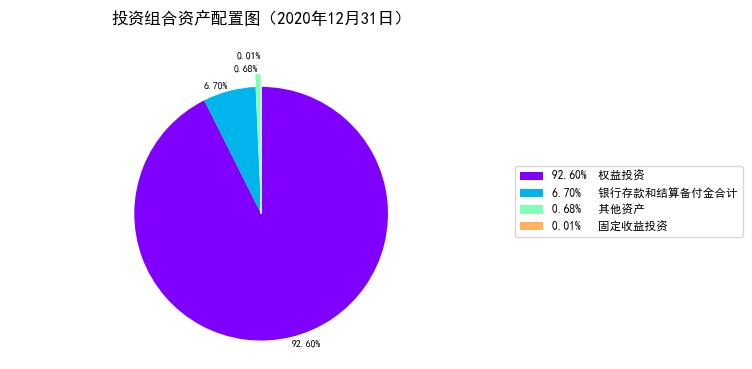 投资组合资产配置图（2020年12月31日）
0.01%
0.68%
6.70%
92.60%
92.60% 权益投资
6.70% 银行存款和结算备付金合计
0.68% 其他资产
0.01% 固定收益投资